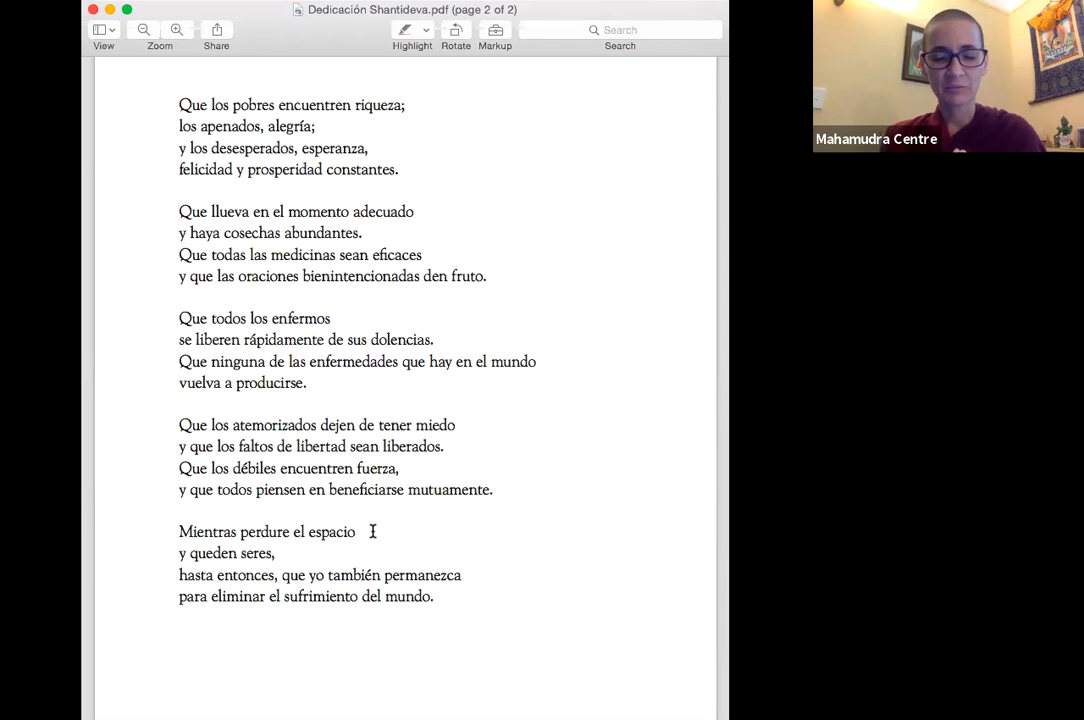 Dedicación Shantideva.pdf (page 2 of 2)
View
Zoom
Share
Highlight
Rotate
Markup
Search
Search
Que los pobres encuentren riqueza;
los apenados, alegría;
y los desesperados, esperanza,
felicidad y prosperidad constantes.
Que llueva en el momento adecuado
y haya cosechas abundantes.
Que todas las medicinas sean eficaces
y que las oraciones bienintencionadas den fruto.
Que todos los enfermos
se liberen rápidamente de sus dolencias.
Que ninguna de las enfermedades que hay en el mundo
vuelva a producirse.
Que los atemorizados dejen de tener miedo
y que los faltos de libertad sean liberados.
Que los débiles encuentren fuerza,
y que todos piensen en beneficiarse mutuamente.
Mientras perdure el espacio
y queden seres,
hasta entonces, que yo también permanezca
para eliminar el sufrimiento del mundo.
Mahamudra Centre